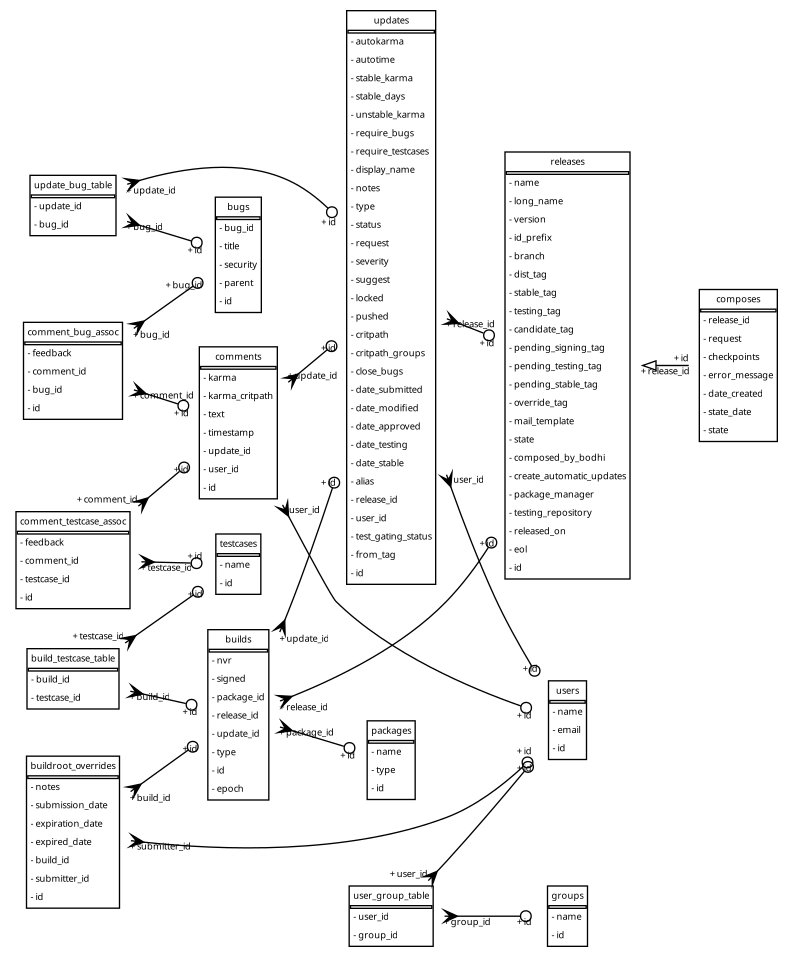 updates
- autokarma
- autotime
- stable_karma
- stable_days
- unstable_karma
- require_bugs
- require_testcases
- display_name
- notes
- type
- status
- request
- severity
- suggest
- locked
- pushed
- critpath
- critpath_groups
- close_bugs
- date_submitted
- date_modified
- date_approved
- date_testing
- date_stable
- alias
- release_id
- user_id
- test_gating_status
- from_tag
- id
update_bug_table
- update_id
- bug_id
+ update_id
+ id
+ bug_id
+ id
bugs
- bug_id
- title
- security
- parent
- id
+ bug_id
+ bug_id
comment_bug_assoc
- feedback
- comment_id
- bug_id
- id
+ comment_id
+ id
comments
- karma
- karma_critpath
- text
- timestamp
- update_id
- user_id
- id
+ id
+ update_id
+ user_id
+ id
+ comment_id
comment_testcase_assoc
- feedback
- comment_id
- testcase_id
- id
+ id
+ testcase_id
testcases
- name
- id
+ id
+ testcase_id
build_testcase_table
- build_id
- testcase_id
+ build_id
+ id
builds
- nvr
- signed
- package_id
- release_id
- update_id
- type
- id
- epoch
+ id
+ update_id
+ id
+ release_id
+ package_id
+ id
packages
- name
- type
- id
buildroot_overrides
- notes
- submission_date
- expiration_date
- expired_date
- build_id
- submitter_id
- id
+ id
+ build_id
+ submitter_id
+ id
releases
- name
- long_name
- version
- id_prefix
- branch
- dist_tag
- stable_tag
- testing_tag
- candidate_tag
- pending_signing_tag
- pending_testing_tag
- pending_stable_tag
- override_tag
- mail_template
- state
- composed_by_bodhi
- create_automatic_updates
- package_manager
- testing_repository
- released_on
- eol
- id
+ release_id
+ id
composes
- release_id
- request
- checkpoints
- error_message
- date_created
- state_date
- state
+ id
+ release_id
+ user_id
+ id
users
- name
- email
- id
+ id
+ id
+ user_id
user_group_table
- user_id
- group_id
+ group_id
+ id
groups
- name
- id